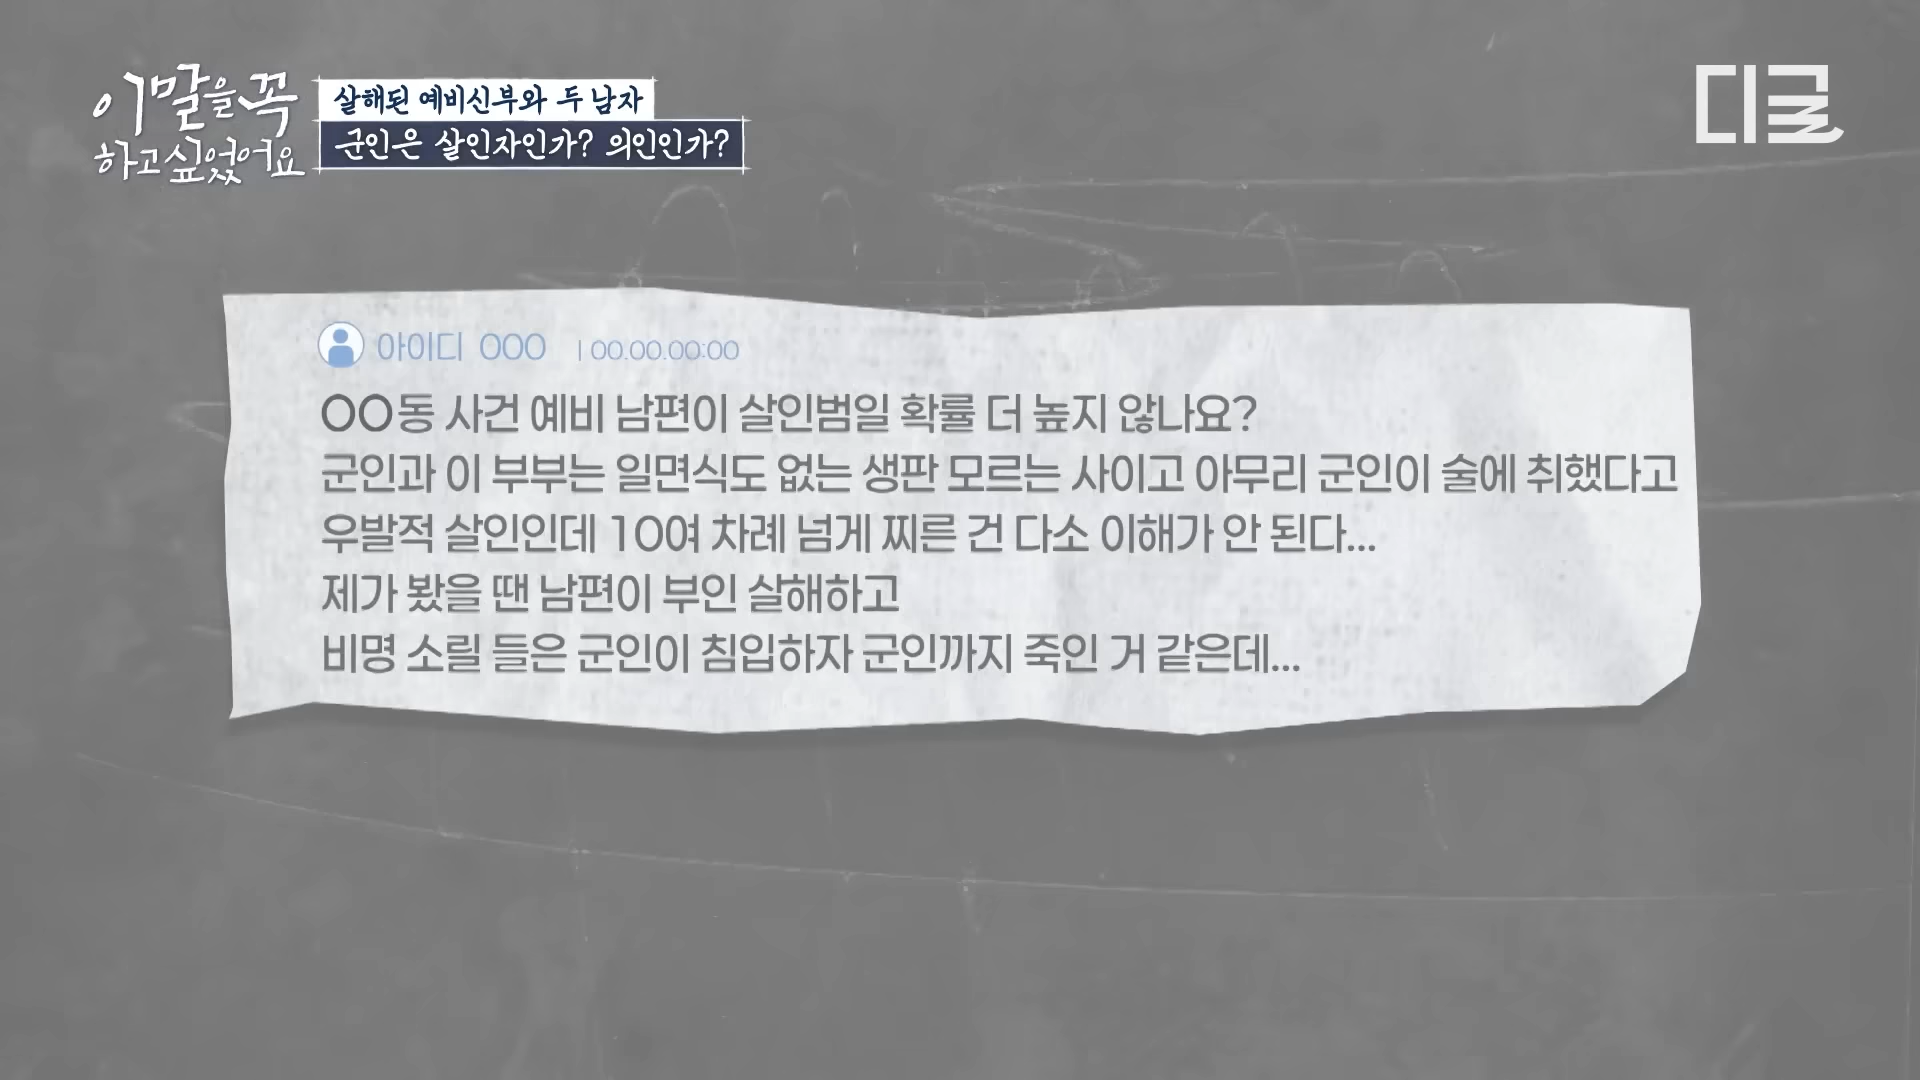 이 말을 꼭
하고 싶었어요
살해된 예비신부와 두 남자
군인은 살인자인가? 의인인가?
디글
아이디 OOO | 00.00.00:00
OO동 사건 예비 남편이 살인범일 확률 더 높지 않나요?
군인과 이 부부는 일면식도 없는 생판 모르는 사이고 아무리 군인이 술에 취했다고
우발적 살인인데 10여 차례 넘게 찌른 건 다소 이해가 안 된다...
제가 봤을 땐 남편이 부인 살해하고
비명 소릴 들은 군인이 침입하자 군인까지 죽인 거 같은데...